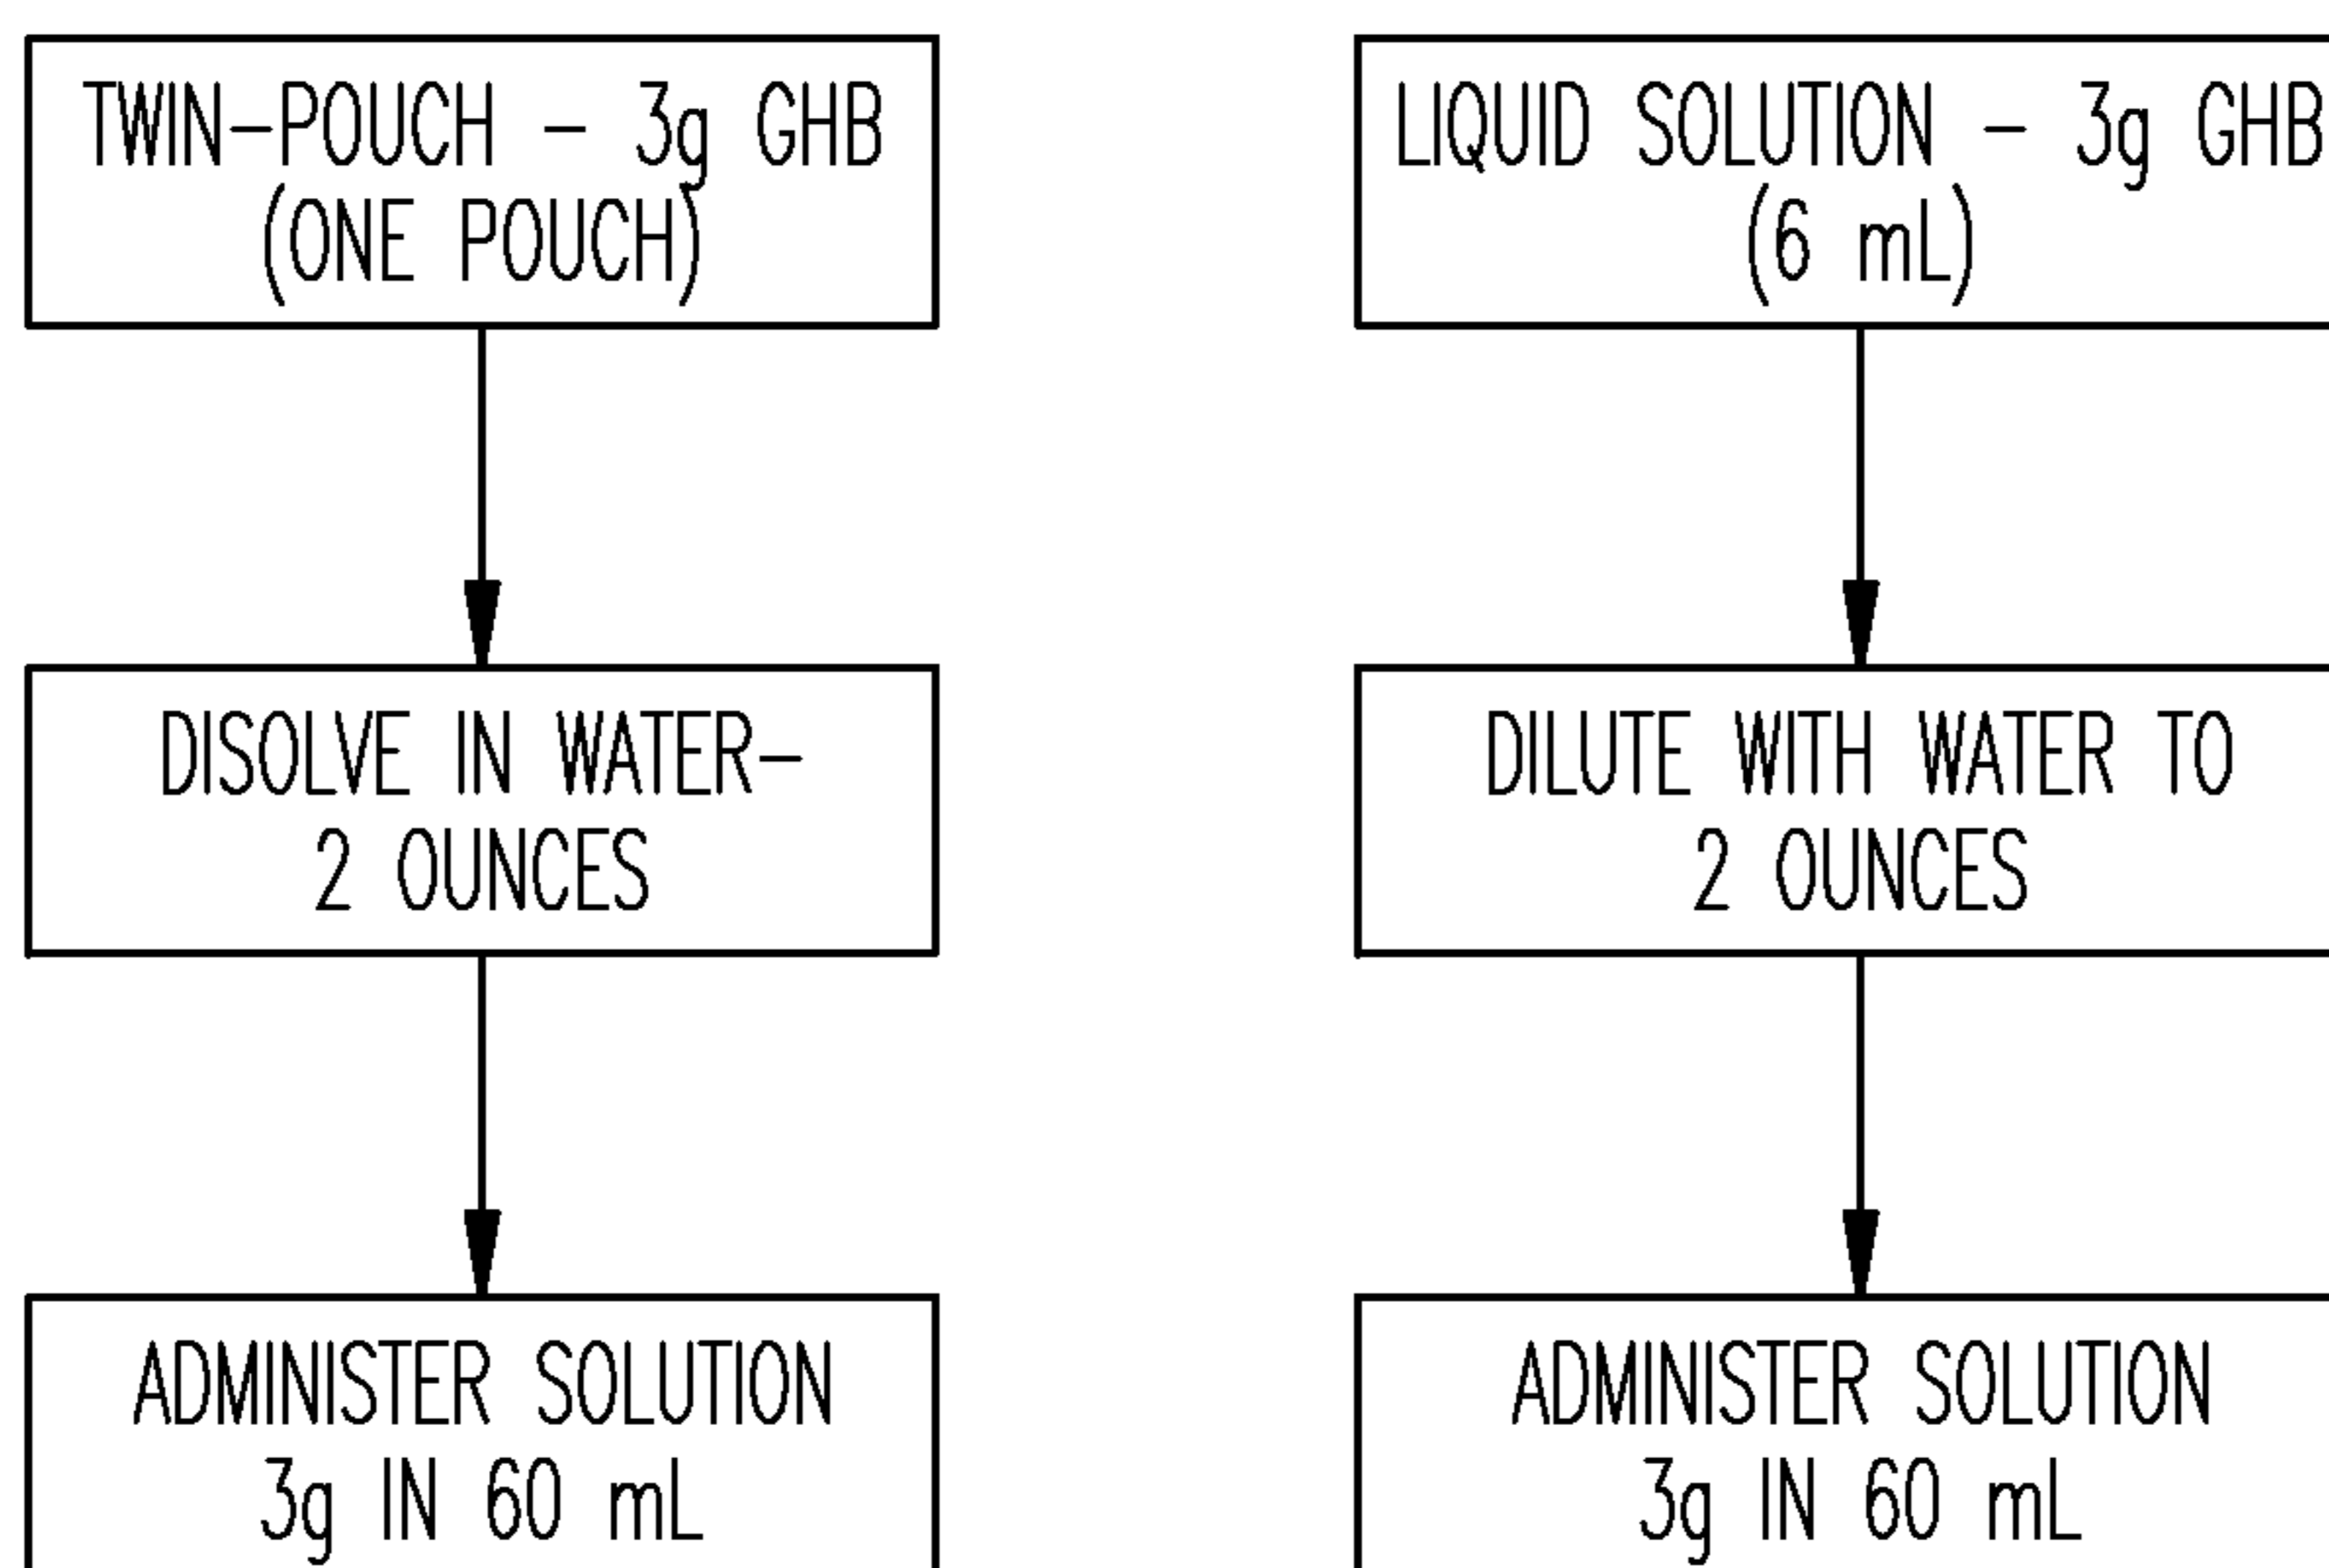 TWIN-POUCH - 3g GHB
(ONE POUCH)
DISOLVE IN WATER-
2 OUNCES
ADMINISTER SOLUTION
3g IN 60 mL
LIQUID SOLUTION - 3g GHB
(6 mL)
DILUTE WITH WATER TO
2 OUNCES
ADMINISTER SOLUTION
3g IN 60 mL